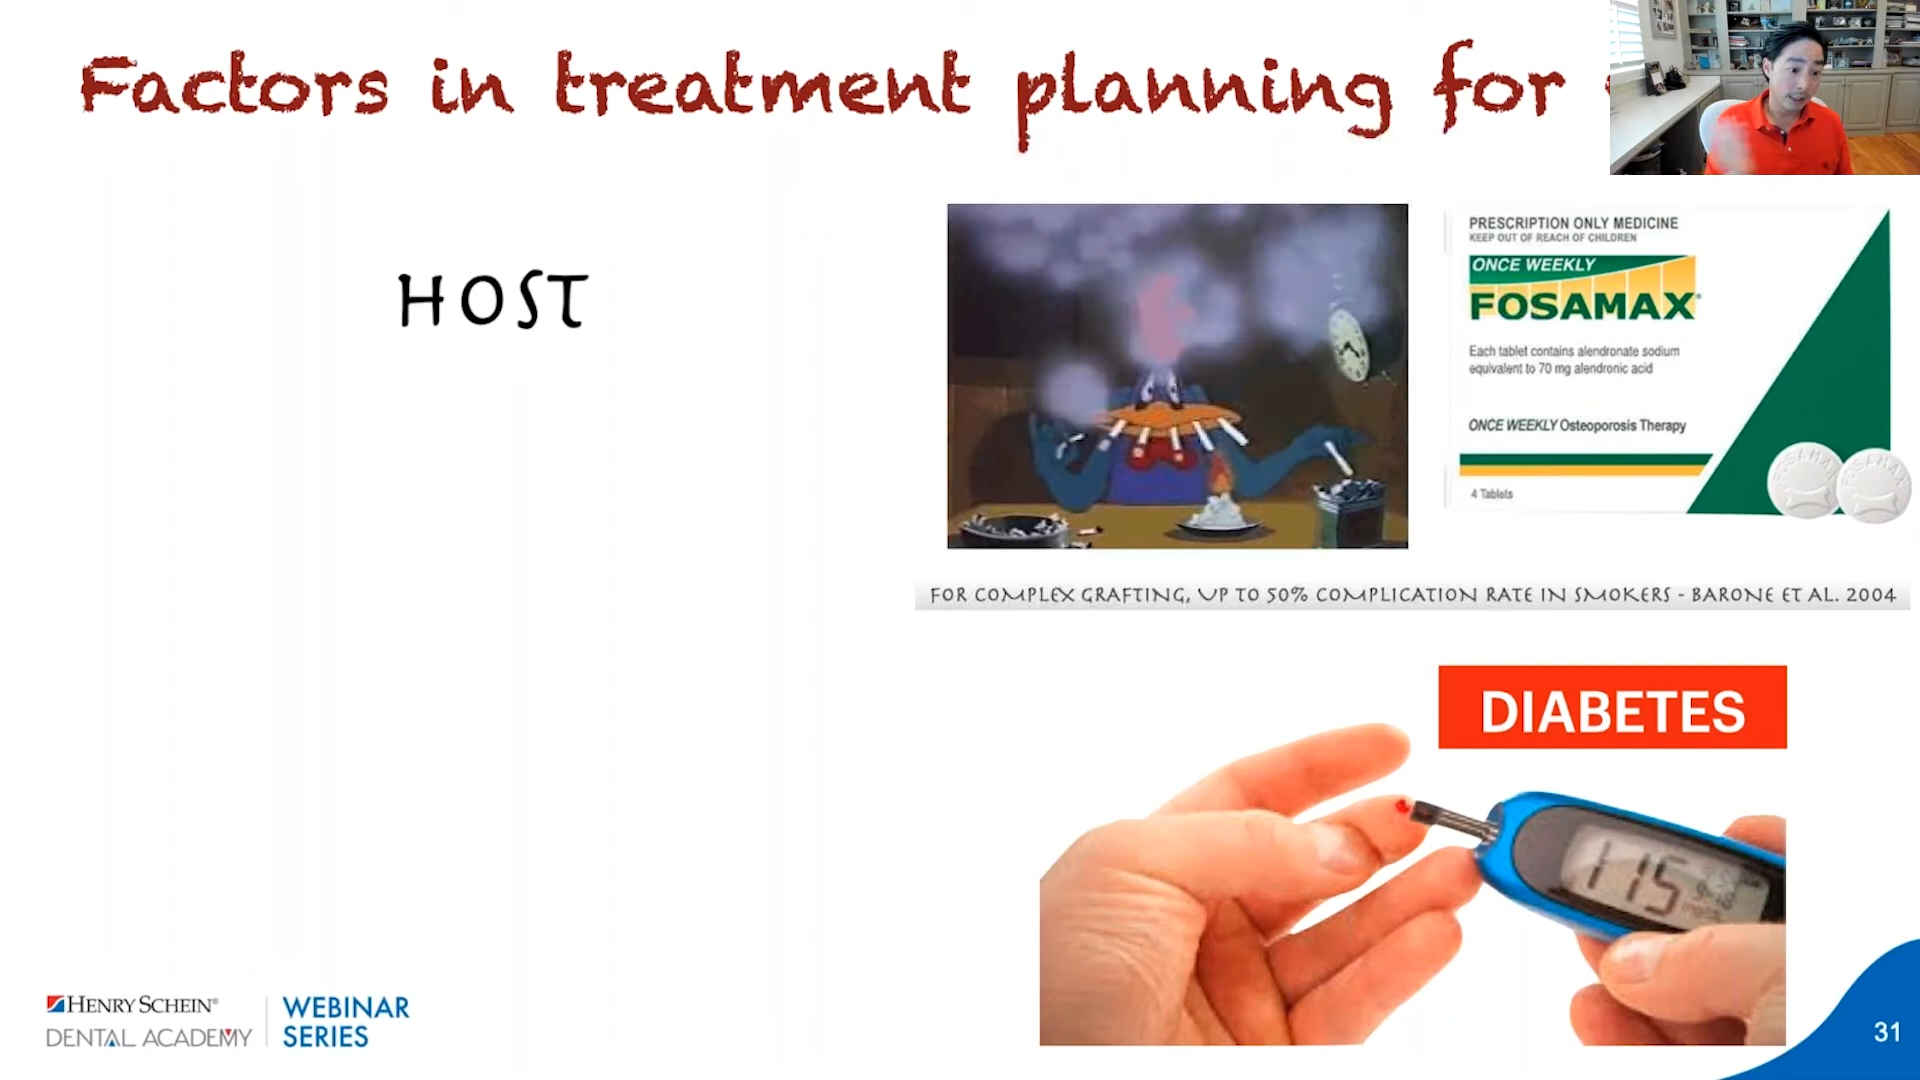 Factors in treatment planning for
HOST
PRESCRIPTION ONLY MEDICINE
KEEP OUT OF REACH OF CHILDREN
ONCE WEEKLY
FOSAMAX®
Each tablet contains alendronate sodium
equivalent to 70 mg alendronic acid
ONCE WEEKLY Osteoporosis Therapy
4 Tablets
FOSAMAX
FOSAMAX
FOR COMPLEX GRAFTING, UP TO 50% COMPLICATION RATE IN SMOKERS - BARONE ET AL. 2004
DIABETES
115
HENRY SCHEIN®
DENTAL ACADEMY
WEBINAR
SERIES
31